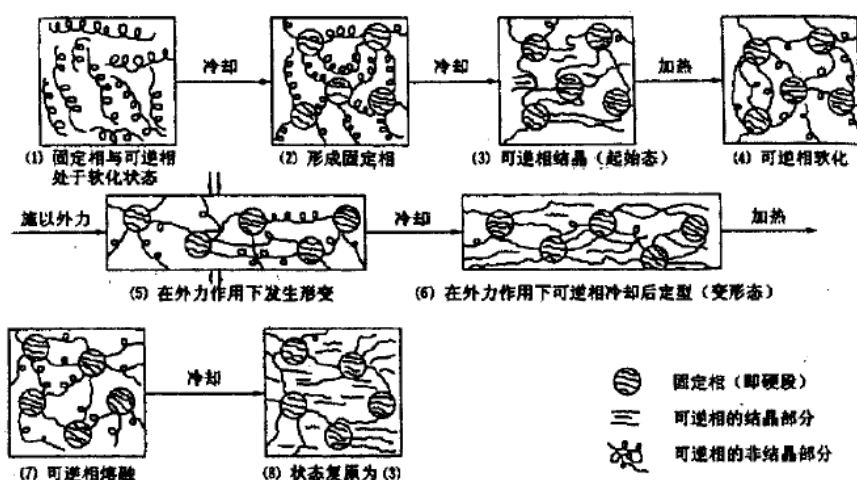 冷却
冷却
加热
(1) 固定相与可逆相
处于软化状态
(2) 形成固定相
(3) 可逆相结晶（起始态）
(4) 可逆相软化
施以外力
冷却
加热
(5) 在外力作用下发生形变
(6) 在外力作用下可逆相冷却后定型（变形态）
冷却
固定相（即硬段）
可逆相的结晶部分
可逆相的非结晶部分
(7) 可逆相熔融
(8) 状态复原为 (3)